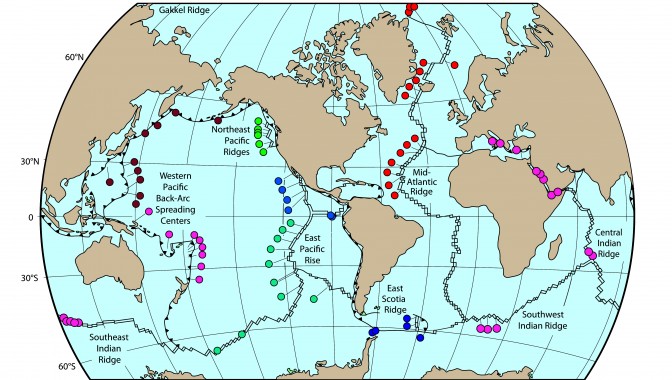 Gakkel Ridge
60°N
Northeast
Pacific
Ridges
30°N
Western
Pacific
Back-Arc
Spreading
Centers
Mid-
Atlantic
Ridge
0
East
Pacific
Rise
Central
Indian
Ridge
30°S
East
Scotia
Ridge
Southwest
Indian Ridge
Southeast
Indian
Ridge
60°S